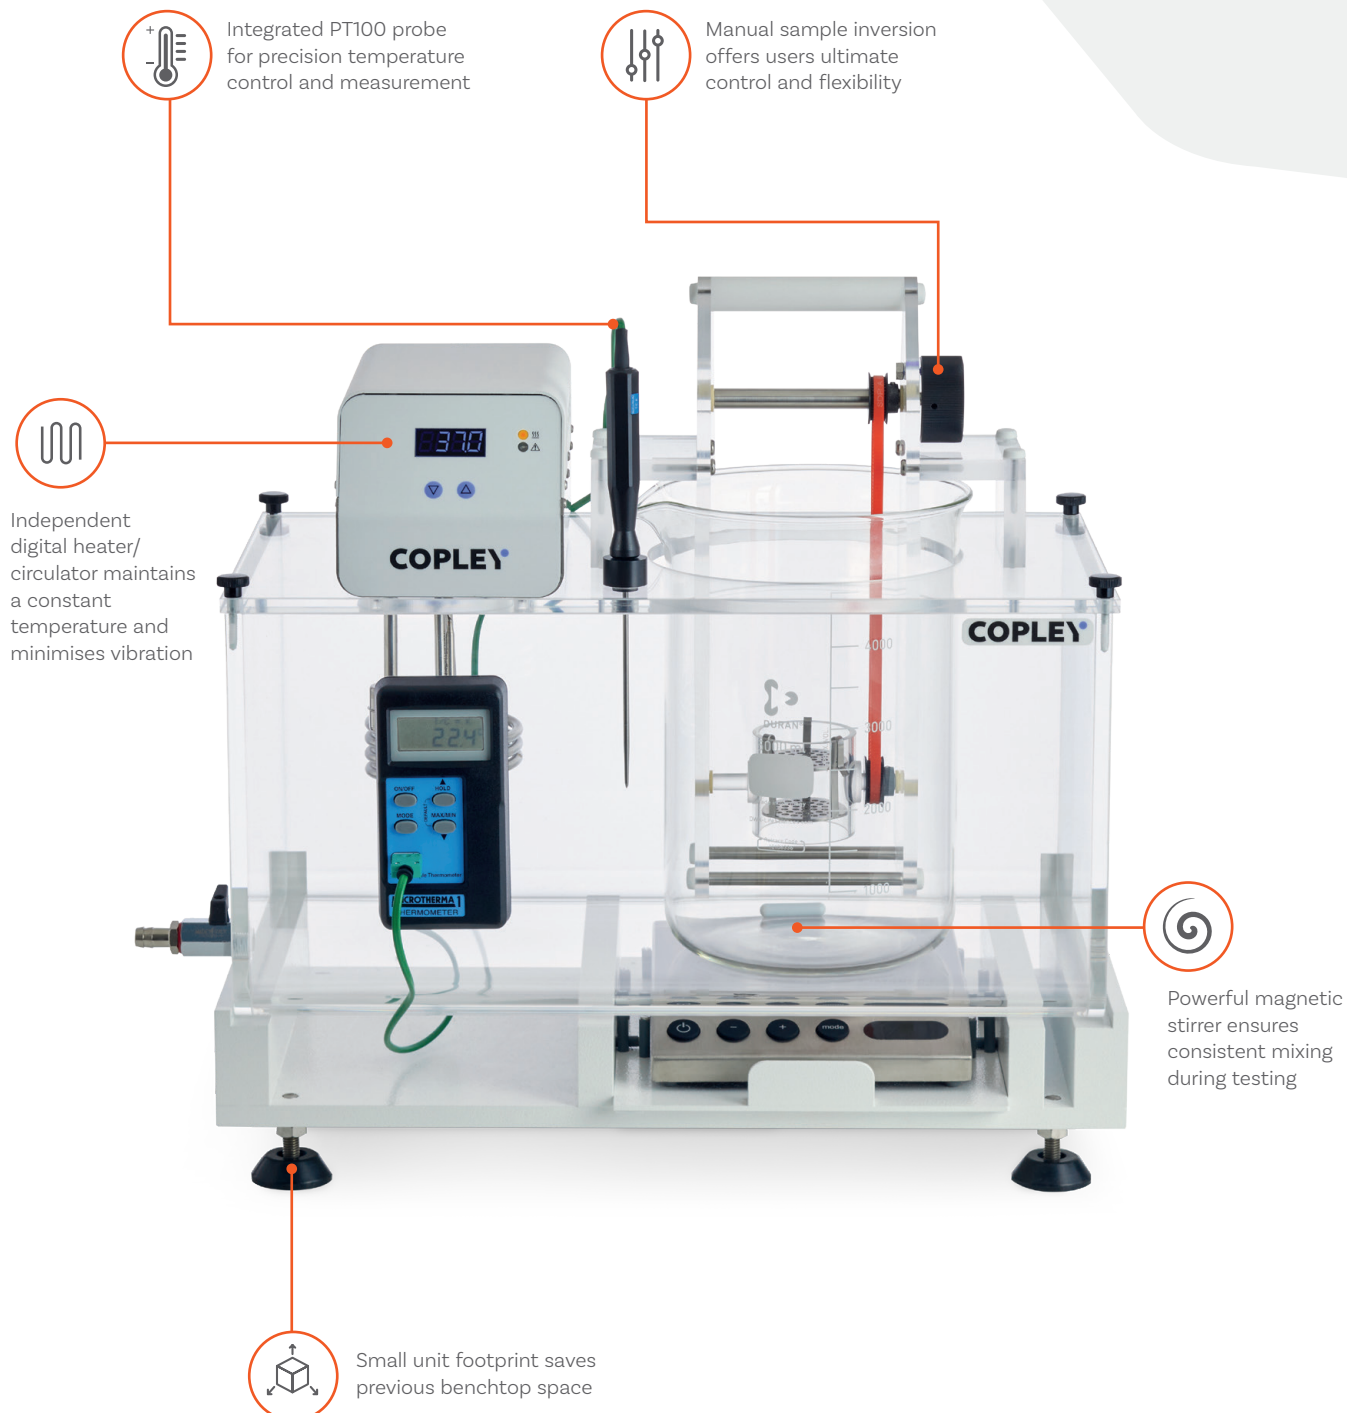 Integrated PT100 probe
for precision temperature
control and measurement
Manual sample inversion
offers users ultimate
control and flexibility
37.0
COPLEY
Independent
digital heater/
circulator maintains
a constant
temperature and
minimises vibration
COPLEY
4000
DURAN
3000
2000
1000
22.4
ON/OFF
HOLD
MODE
MAX/MIN
Thermometer
MICROTHERMA 1
THERMOMETER
mode
Powerful magnetic
stirrer ensures
consistent mixing
during testing
Small unit footprint saves
previous benchtop space